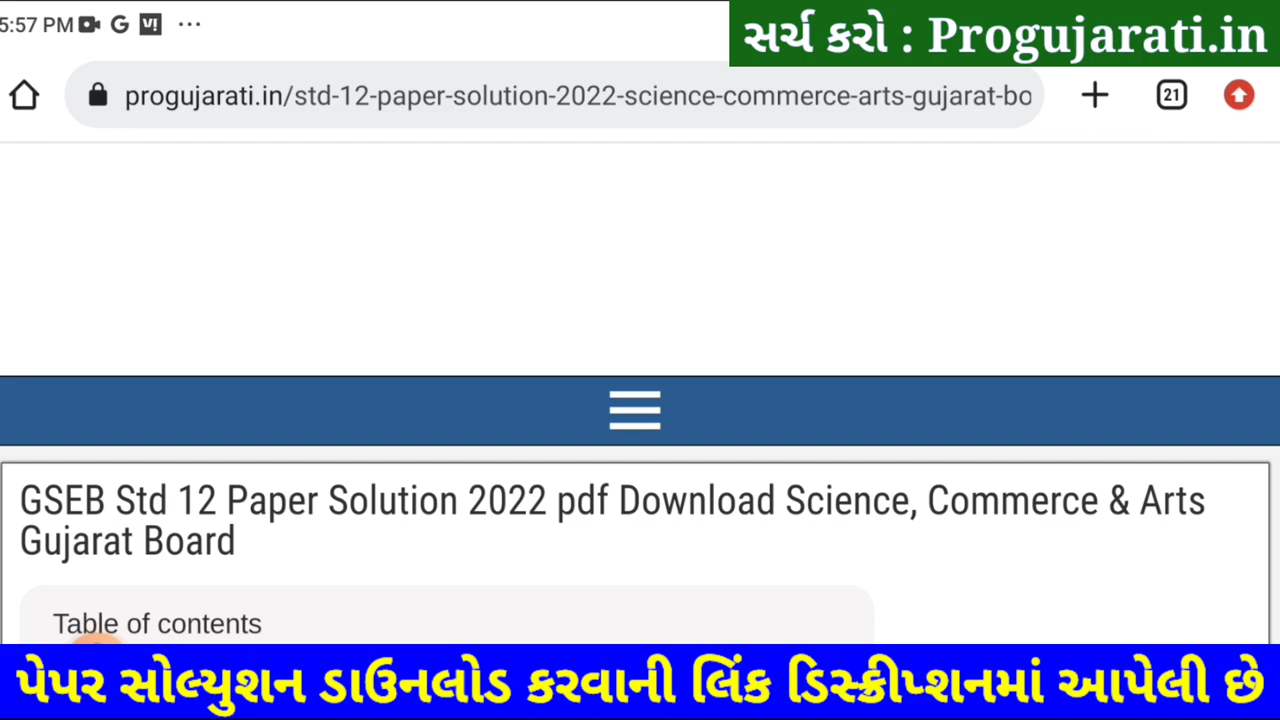 5:57 PM G V! ...
સર્ચ કરો : Progujarati.in
progujarati.in/std-12-paper-solution-2022-science-commerce-arts-gujarat-bo
21
GSEB Std 12 Paper Solution 2022 pdf Download Science, Commerce & Arts
Gujarat Board
Table of contents
પેપર સોલ્યુશન ડાઉનલોડ કરવાની લિંક ડિસ્ક્રીપ્શનમાં આપેલી છે